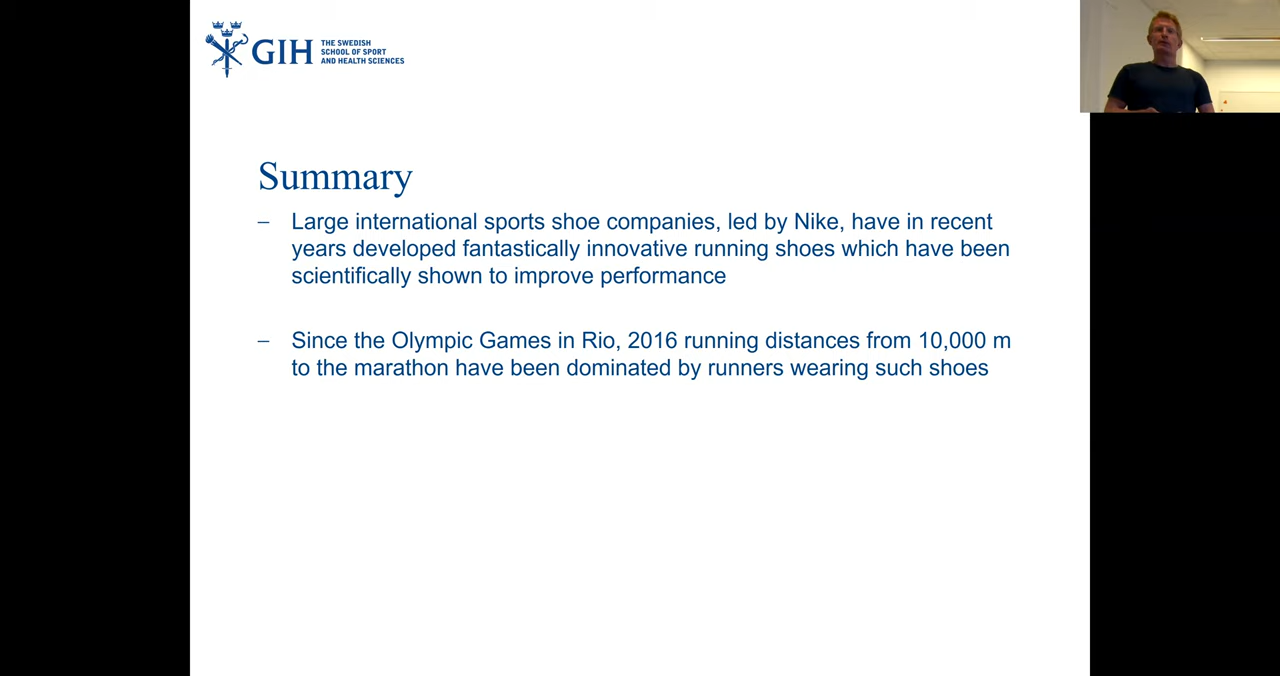 GIH
THE SWEDISH
SCHOOL OF SPORT
AND HEALTH SCIENCES
Summary
– Large international sports shoe companies, led by Nike, have in recent
years developed fantastically innovative running shoes which have been
scientifically shown to improve performance
– Since the Olympic Games in Rio, 2016 running distances from 10,000 m
to the marathon have been dominated by runners wearing such shoes